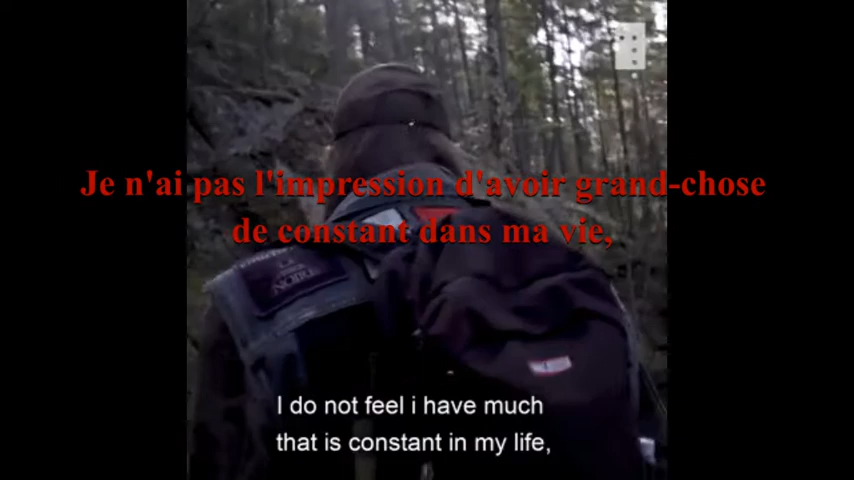 Je n'ai pas l'impression d'avoir grand-chose
de constant dans ma vie,
I do not feel i have much
that is constant in my life,